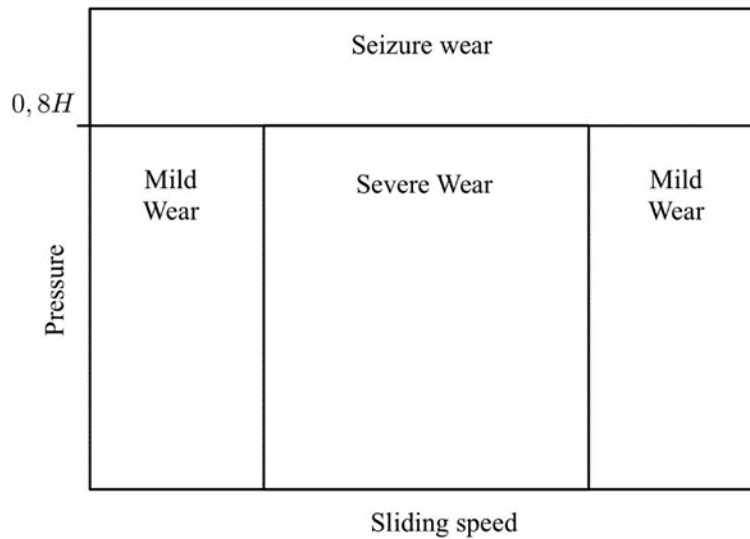 Seizure wear
0, 8H
Mild
Wear
Severe Wear
Mild
Wear
Pressure
Sliding speed